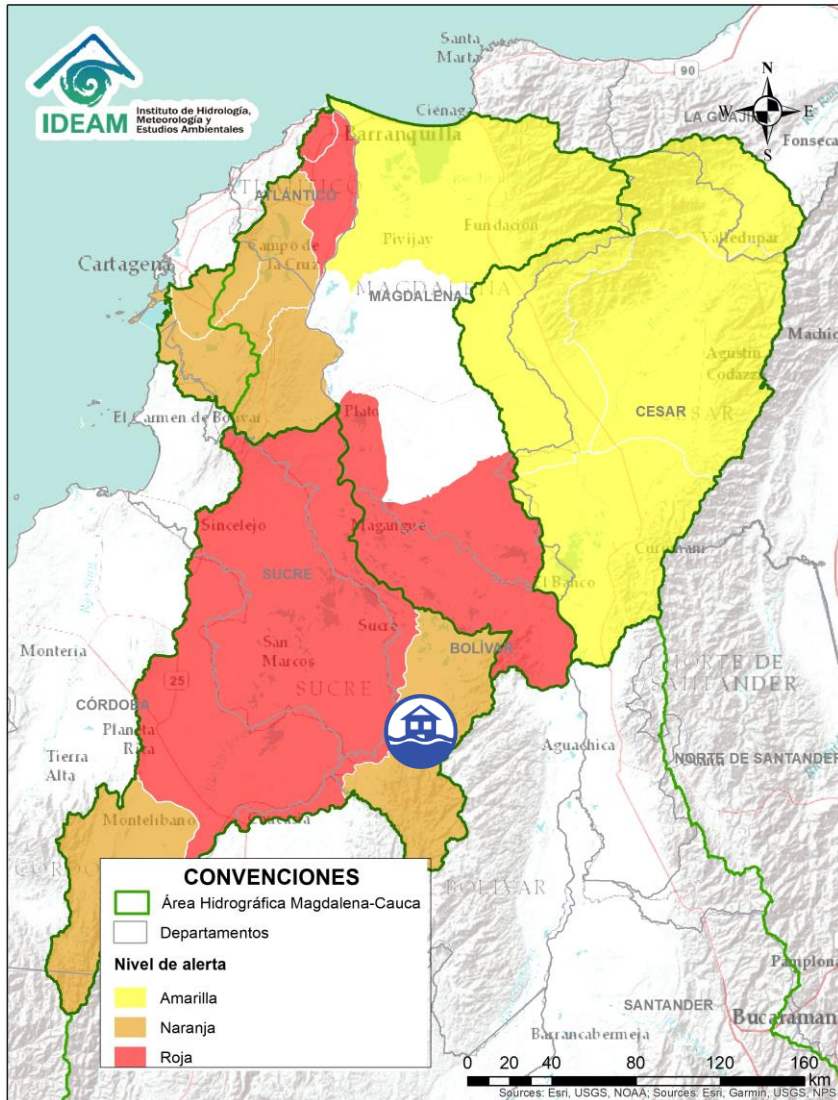 IDEAM
Instituto de Hidrología,
Meteorología y
Estudios Ambientales
Santa
Marta
90
N
W
E
S
Ciénaga
LA GUAJIR
Fonseca
Barranquilla
ATLÁNTICO
Pivijay
Fundación
Valledupar
Cartagena
Campo de
la Cruz
MAGDALENA
MAGDALENA
Agustín
Codazzi
CESAR
El Carmen de Bolívar
Plato
Sincelejo
Magangué
SUCRE
El Banco
Montería
Sucre
BOLÍVAR
San
Marcos
SUCRE
25
NORTE DE
SANTANDER
CÓRDOBA
Planeta
Rica
Tierra
Alta
Aguachica
NORTE DE SANTANDER
Montelíbano
BOLÍVAR
CONVENCIONES
Área Hidrográfica Magdalena-Cauca
Departamentos
Nivel de alerta
Amarilla
Naranja
Roja
Pamplona
SANTANDER
Bucaraman
Barrancabermeja
0 20 40 80 120 160
km
Sources: Esri, USGS, NOAA; Sources: Esri, Garmin, USGS, NPS